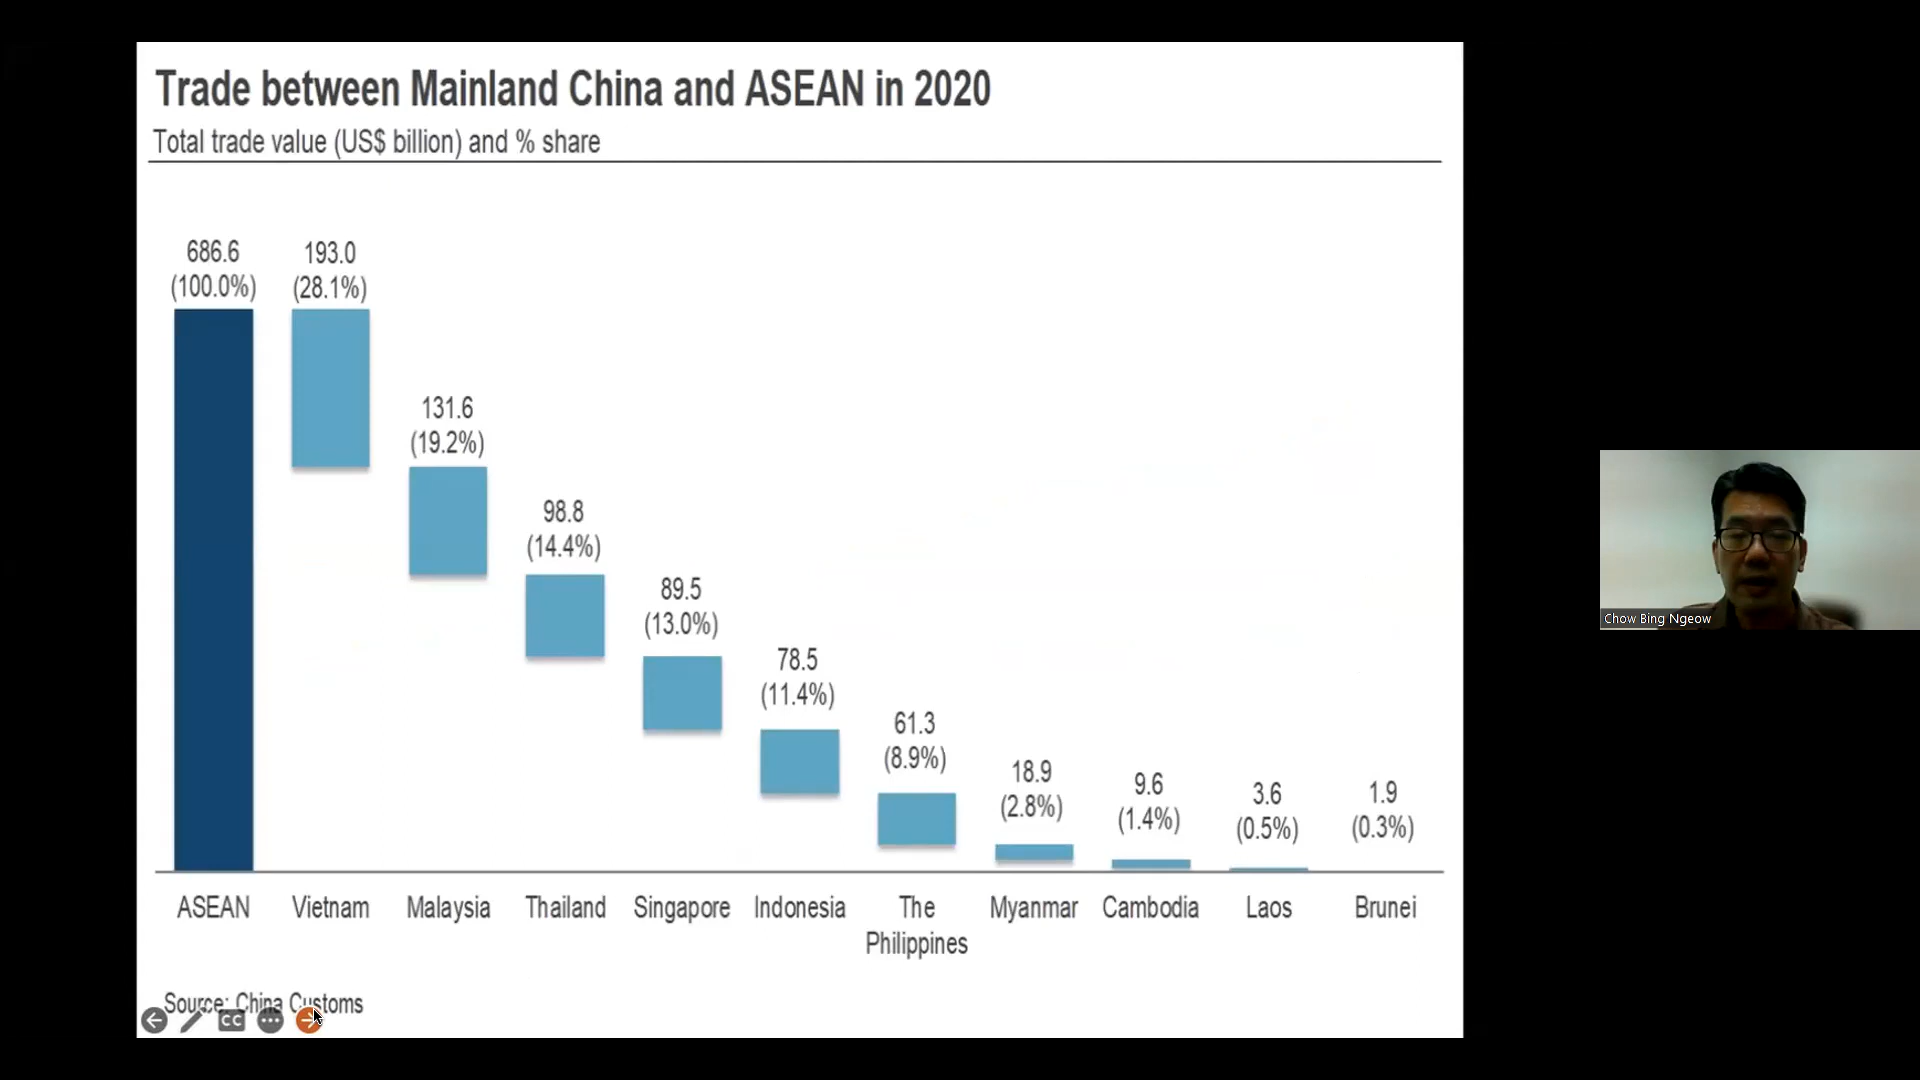 Trade between Mainland China and ASEAN in 2020
Total trade value (US$ billion) and % share
686.6
(100.0%)
193.0
(28.1%)
131.6
(19.2%)
98.8
(14.4%)
89.5
(13.0%)
78.5
(11.4%)
61.3
(8.9%)
18.9
(2.8%)
9.6
(1.4%)
3.6
(0.5%)
1.9
(0.3%)
ASEAN
Vietnam
Malaysia
Thailand
Singapore
Indonesia
The
Philippines
Myanmar
Cambodia
Laos
Brunei
Source: China Customs
CC
Chow Bing Ngeow